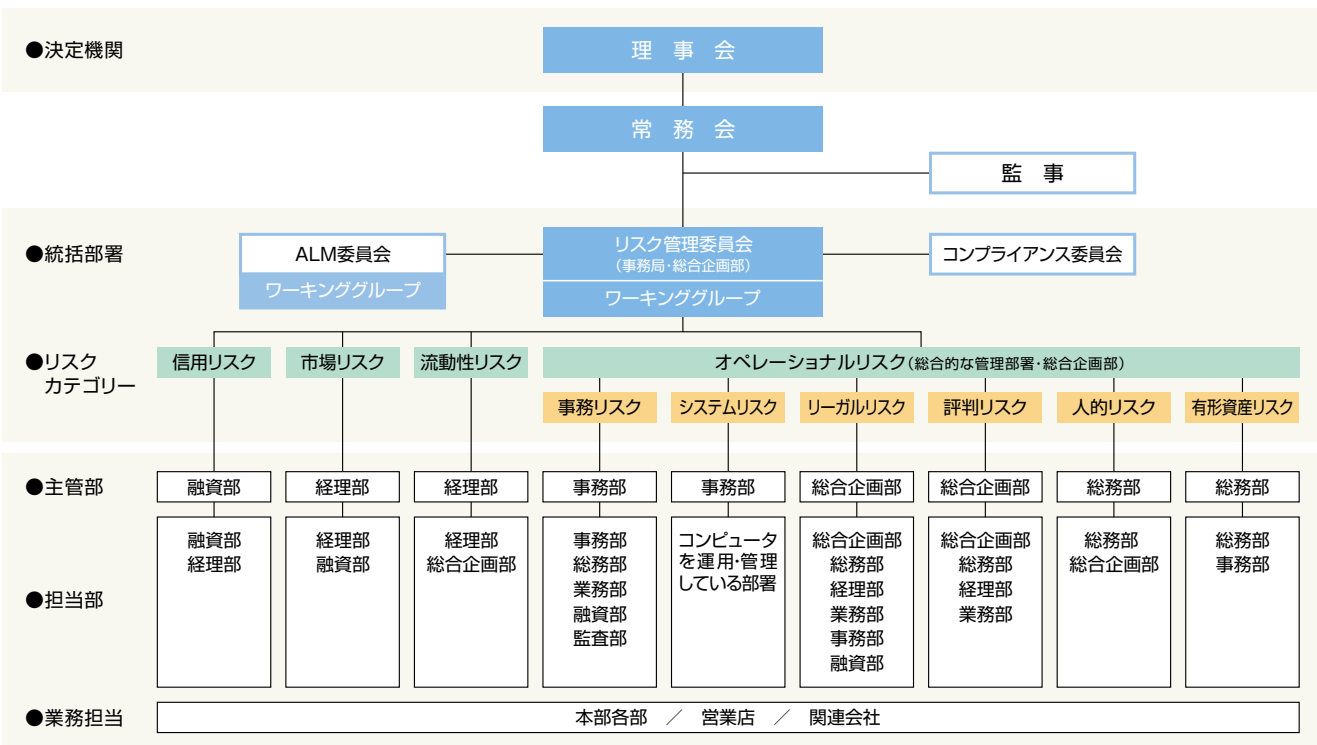 ●決定機関
理 事 会
常 務 会
監 事
●統括部署
ALM委員会
ワーキンググループ
リスク管理委員会
(事務局・総合企画部)
ワーキンググループ
コンプライアンス委員会
●リスク
カテゴリー
信用リスク
市場リスク
流動性リスク
オペレーショナルリスク(総合的な管理部署・総合企画部)
事務リスク
システムリスク
リーガルリスク
評判リスク
人的リスク
有形資産リスク
●主管部
融資部
経理部
経理部
事務部
事務部
総合企画部
総合企画部
総務部
総務部
●担当部
融資部
経理部
経理部
融資部
経理部
総合企画部
事務部
総務部
業務部
融資部
監査部
コンピュータ
を運用・管理
している部署
総合企画部
総務部
経理部
業務部
事務部
融資部
総合企画部
総務部
経理部
業務部
総務部
総合企画部
総務部
事務部
●業務担当
本部各部 / 営業店 / 関連会社